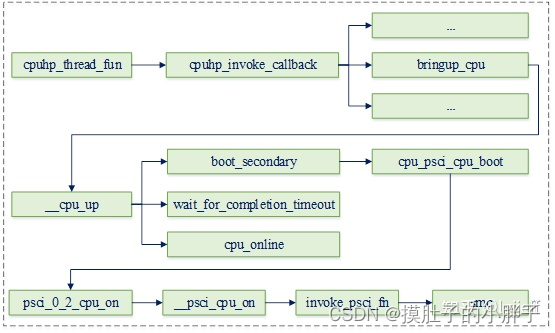 ...
cpuhp_thread_fun
cpuhp_invoke_callback
bringup_cpu
...
boot_secondary
cpu_psci_cpu_boot
__cpu_up
wait_for_completion_timeout
cpu_online
psci_0_2_cpu_on
__psci_cpu_on
invoke_psci_fn
CSDN @摸肚子的小胖子